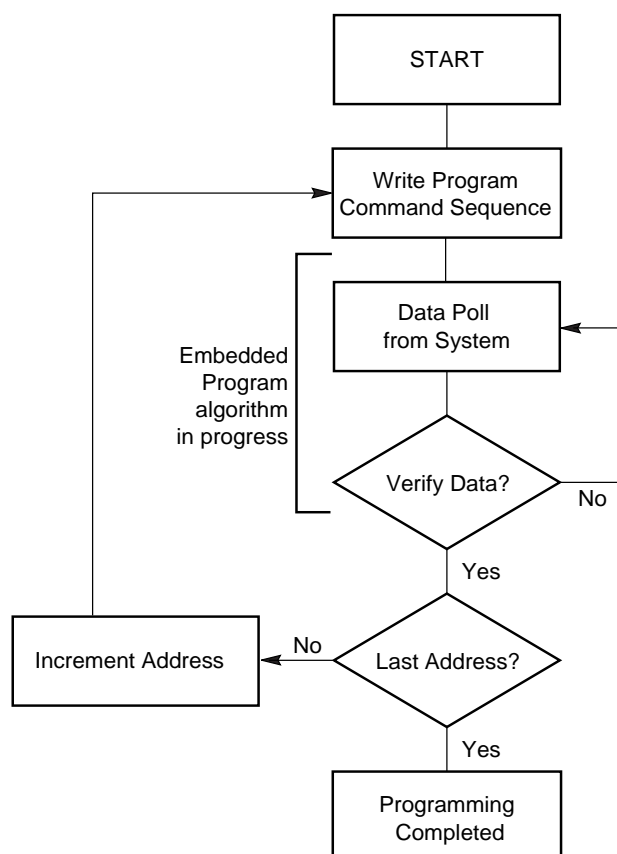 START
Write Program
Command Sequence
Data Poll
from System
Embedded
Program
algorithm
in progress
Verify Data?
No
Yes
Increment Address
No
Last Address?
Yes
Programming
Completed